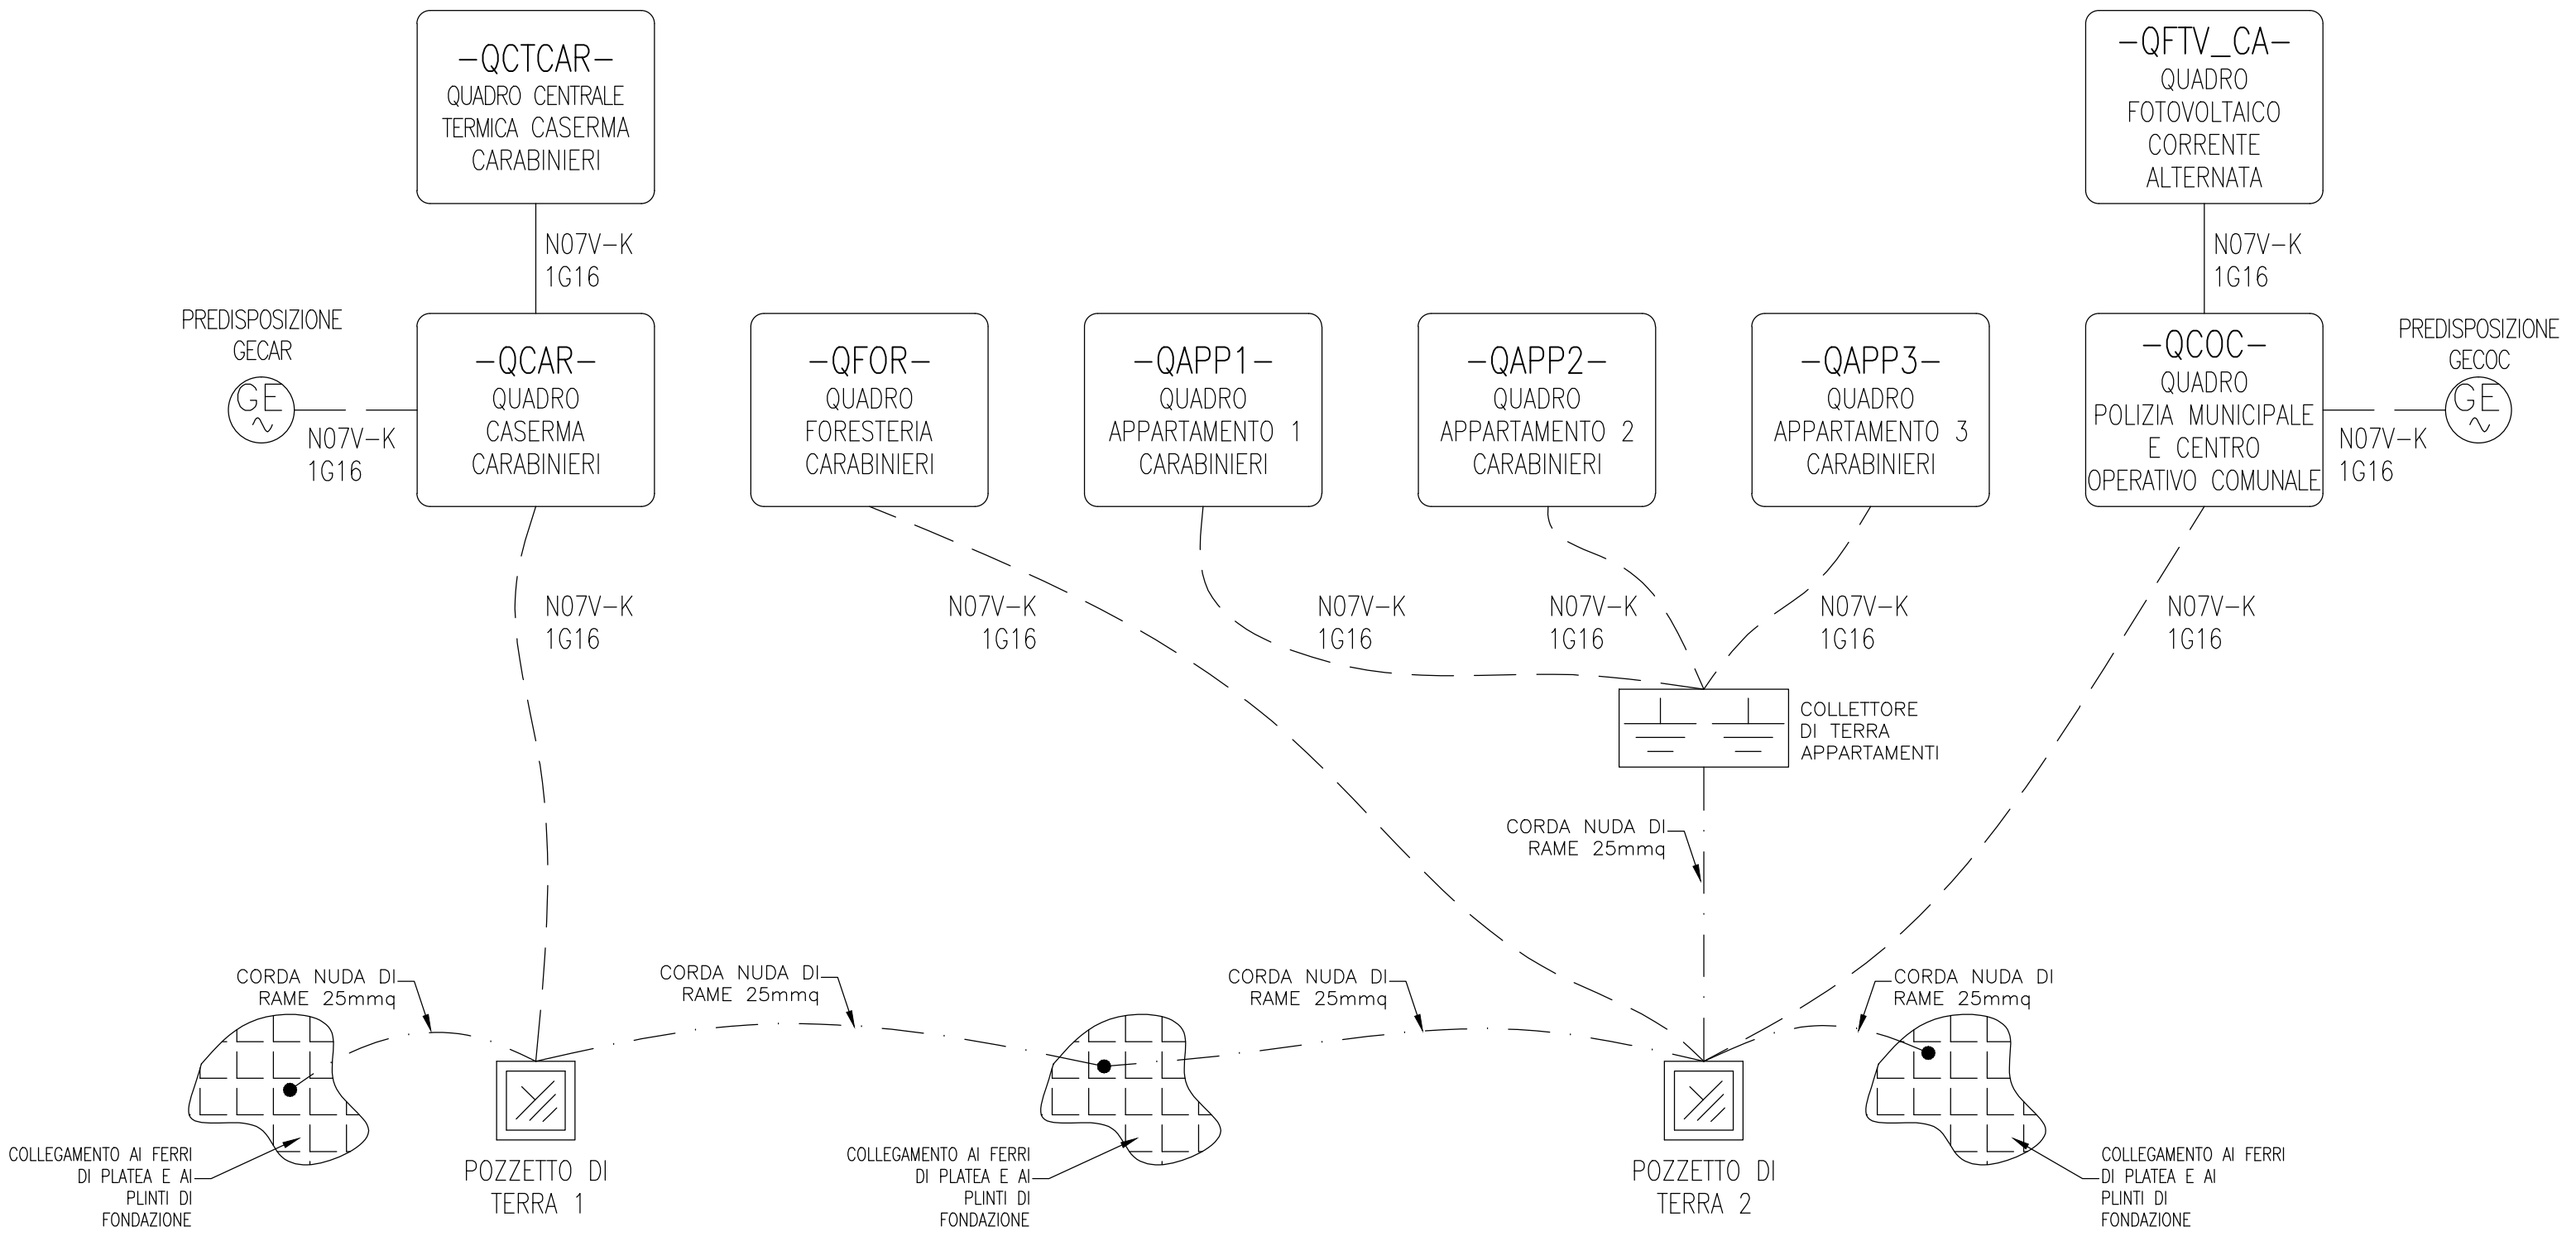 -QCTCAR-
QUADRO CENTRALE
TERMICA CASERMA
CARABINIERI
-QFTV_CA-
QUADRO
FOTOVOLTAICO
CORRENTE
ALTERNATA
N07V-K
1G16
N07V-K
1G16
PREDISPOSIZIONE
GECAR
GE
N07V-K
1G16
-QCAR-
QUADRO
CASERMA
CARABINIERI
-QFOR-
QUADRO
FORESTERIA
CARABINIERI
-QAPP1-
QUADRO
APPARTAMENTO 1
CARABINIERI
-QAPP2-
QUADRO
APPARTAMENTO 2
CARABINIERI
-QAPP3-
QUADRO
APPARTAMENTO 3
CARABINIERI
-QCOC-
QUADRO
POLIZIA MUNICIPALE
E CENTRO
OPERATIVO COMUNALE
PREDISPOSIZIONE
GECOC
GE
N07V-K
1G16
N07V-K
1G16
N07V-K
1G16
N07V-K
1G16
N07V-K
1G16
N07V-K
1G16
N07V-K
1G16
COLLETTORE
DI TERRA
APPARTAMENTI
CORDA NUDA DI
RAME 25mmq
CORDA NUDA DI
RAME 25mmq
CORDA NUDA DI
RAME 25mmq
CORDA NUDA DI
RAME 25mmq
CORDA NUDA DI
RAME 25mmq
COLLEGAMENTO AI FERRI
DI PLATEA E AI
PLINTI DI
FONDAZIONE
POZZETTO DI
TERRA 1
COLLEGAMENTO AI FERRI
DI PLATEA E AI
PLINTI DI
FONDAZIONE
POZZETTO DI
TERRA 2
COLLEGAMENTO AI FERRI
DI PLATEA E AI
PLINTI DI
FONDAZIONE